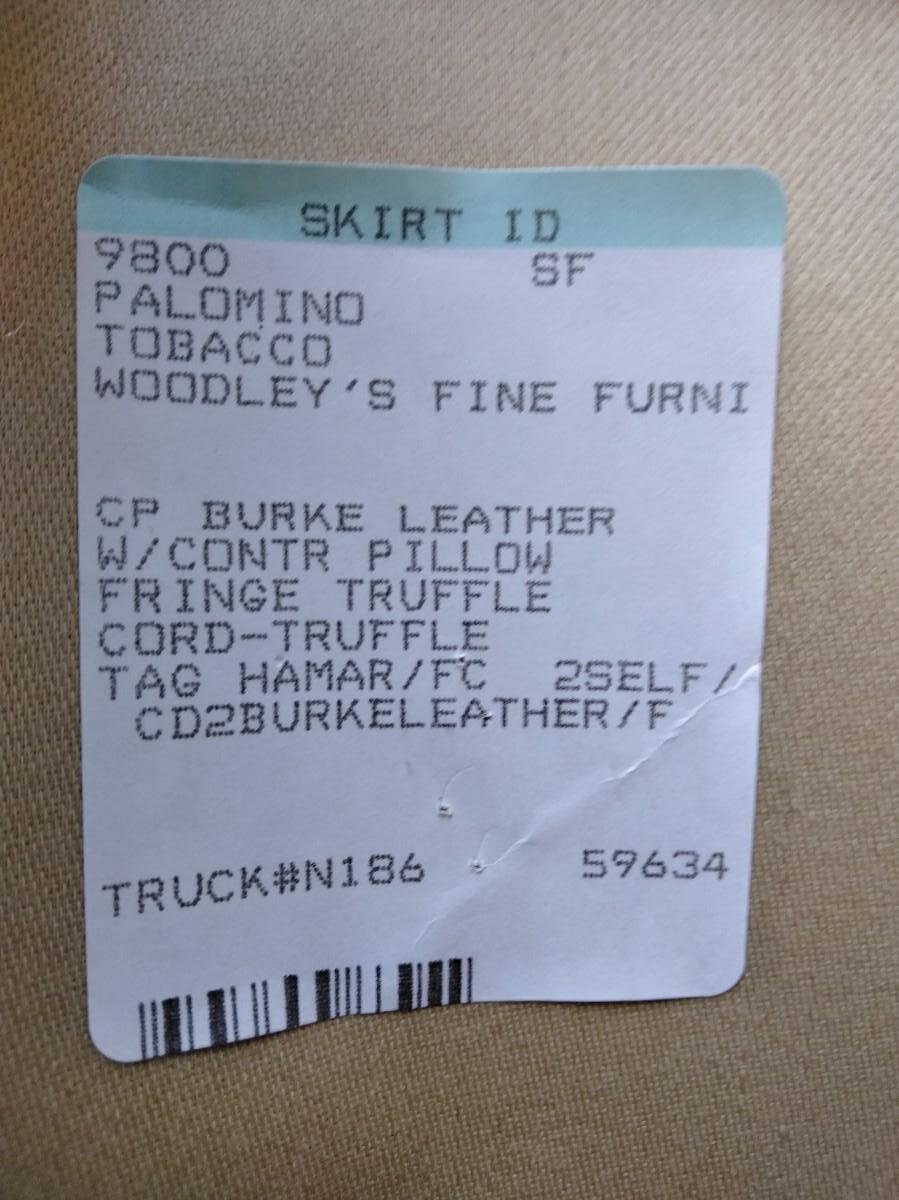 SKIRT ID
9800 SF
PALOMINO
TOBACCO
WOODLEY'S FINE FURNI
CP BURKE LEATHER
W/CONTR PILLOW
FRINGE TRUFFLE
CORD-TRUFFLE
TAG HAMAR/FC 2SELF/
CD2BURKELEATHER/F
TRUCK#N186 59634